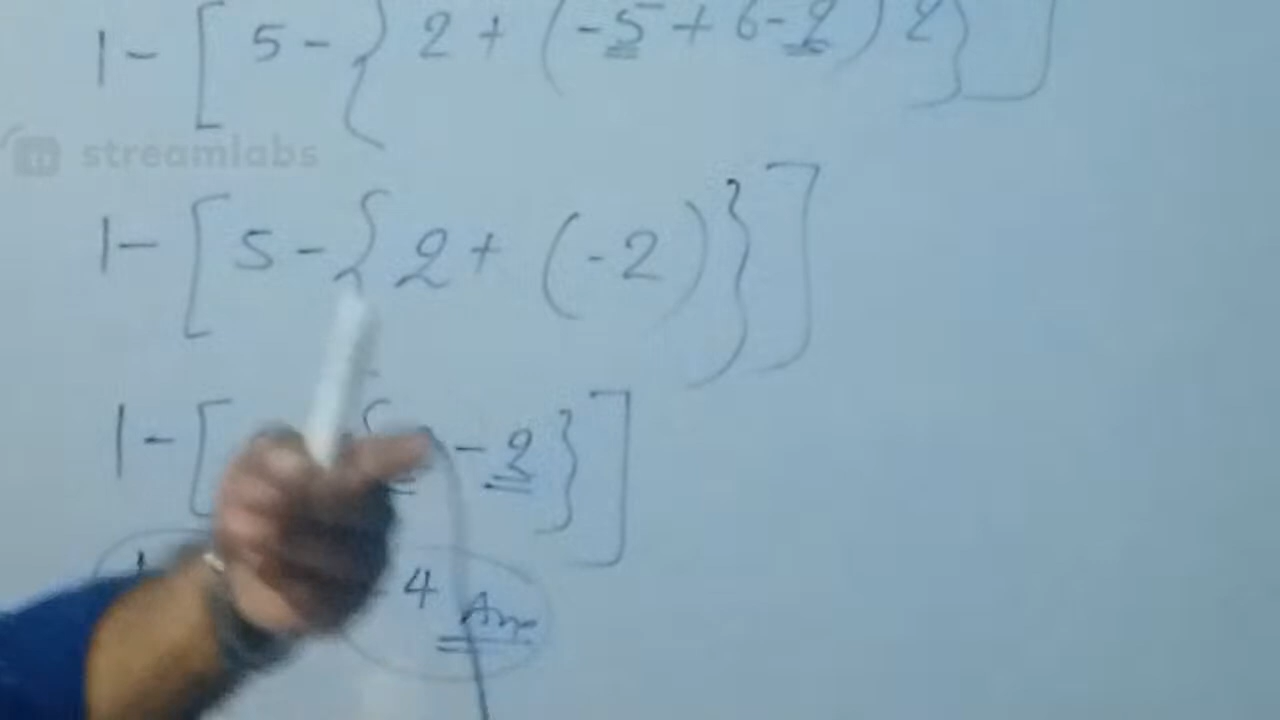 1 - [ 5 - { 2 + ( -5 + 6 - 2 ) 2 } ]
streamlabs
1 - [ 5 - { 2 + ( -2 ) } ]
1 - [ { - 2 } ]
4 Ans